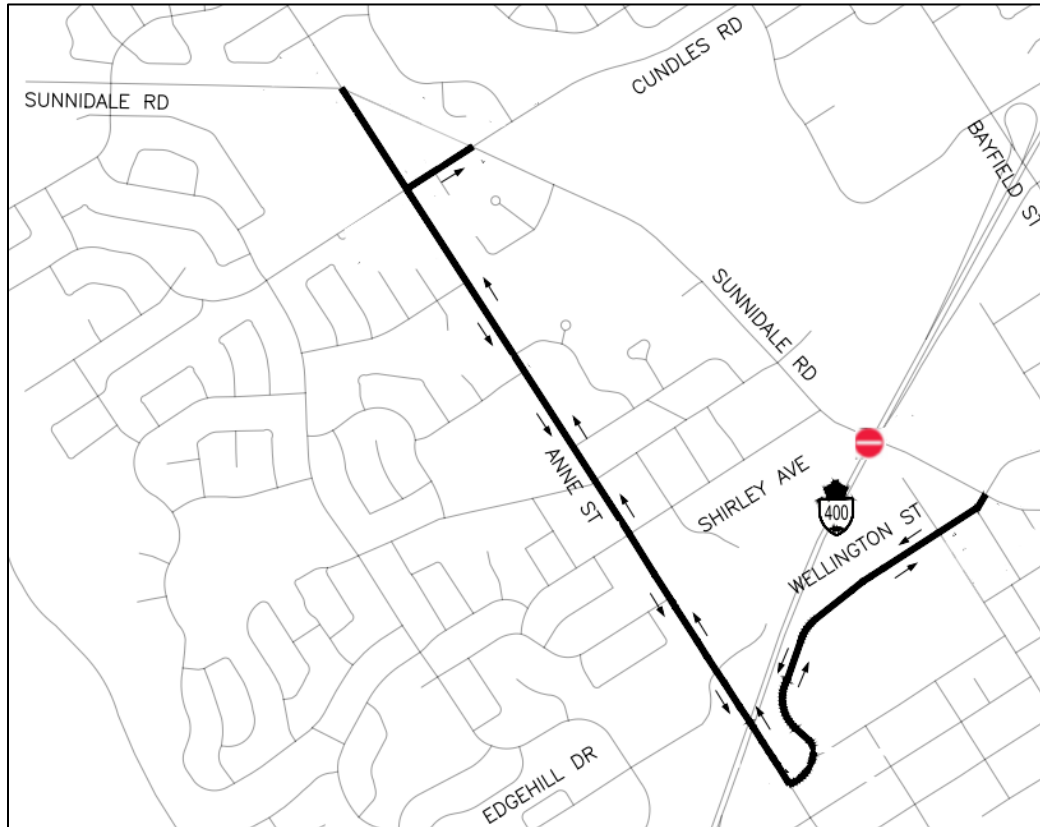 CUNDLES RD
SUNNIDALE RD
BAYFIELD ST
SUNNIDALE RD
ANNE ST
SHIRLEY AVE
400
WELLINGTON ST
EDGEHILL DR